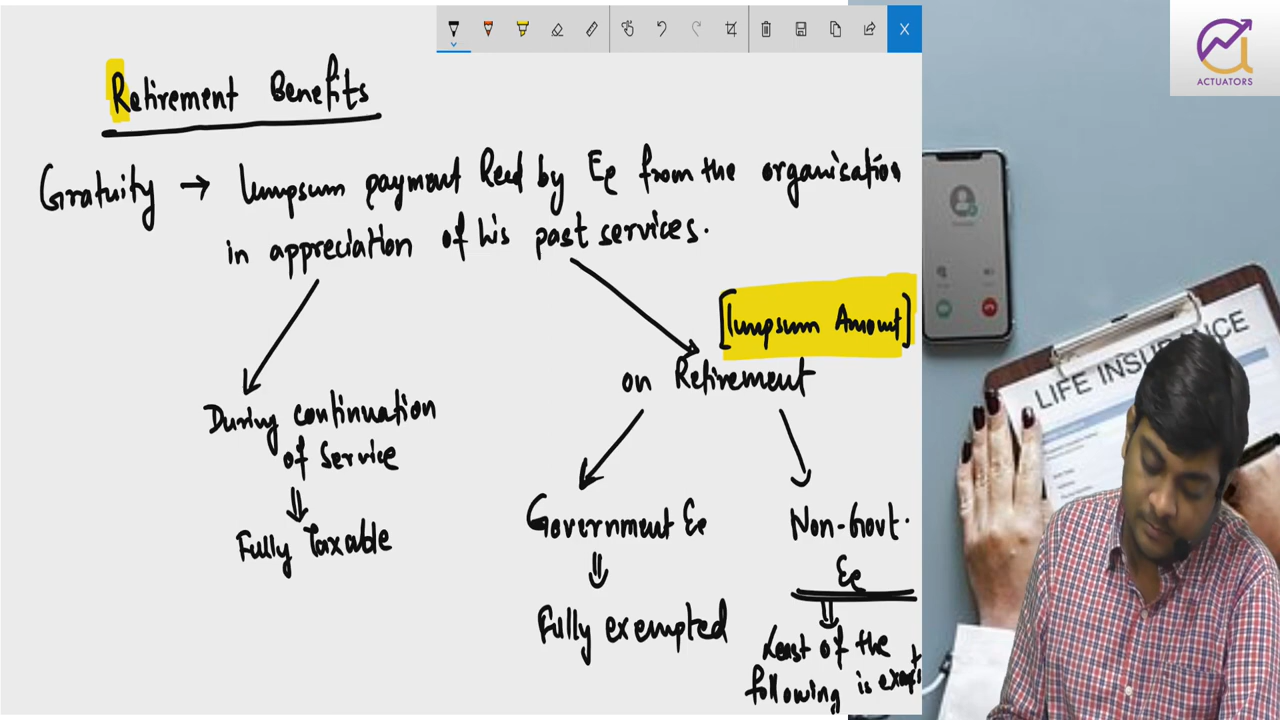 ACTUATORS
Retirement Benefits
Gratuity → lumpsum payment Recd by Ee from the organisation
in appreciation of his past services.
[lumpsum Amount]
on Retirement
During continuation
of Service
⇓
Fully Taxable
Government Ee
⇓
Fully exempted
Non-Govt.
Ee
⇓
Least of the
following is exempt
LIFE INSURANCE